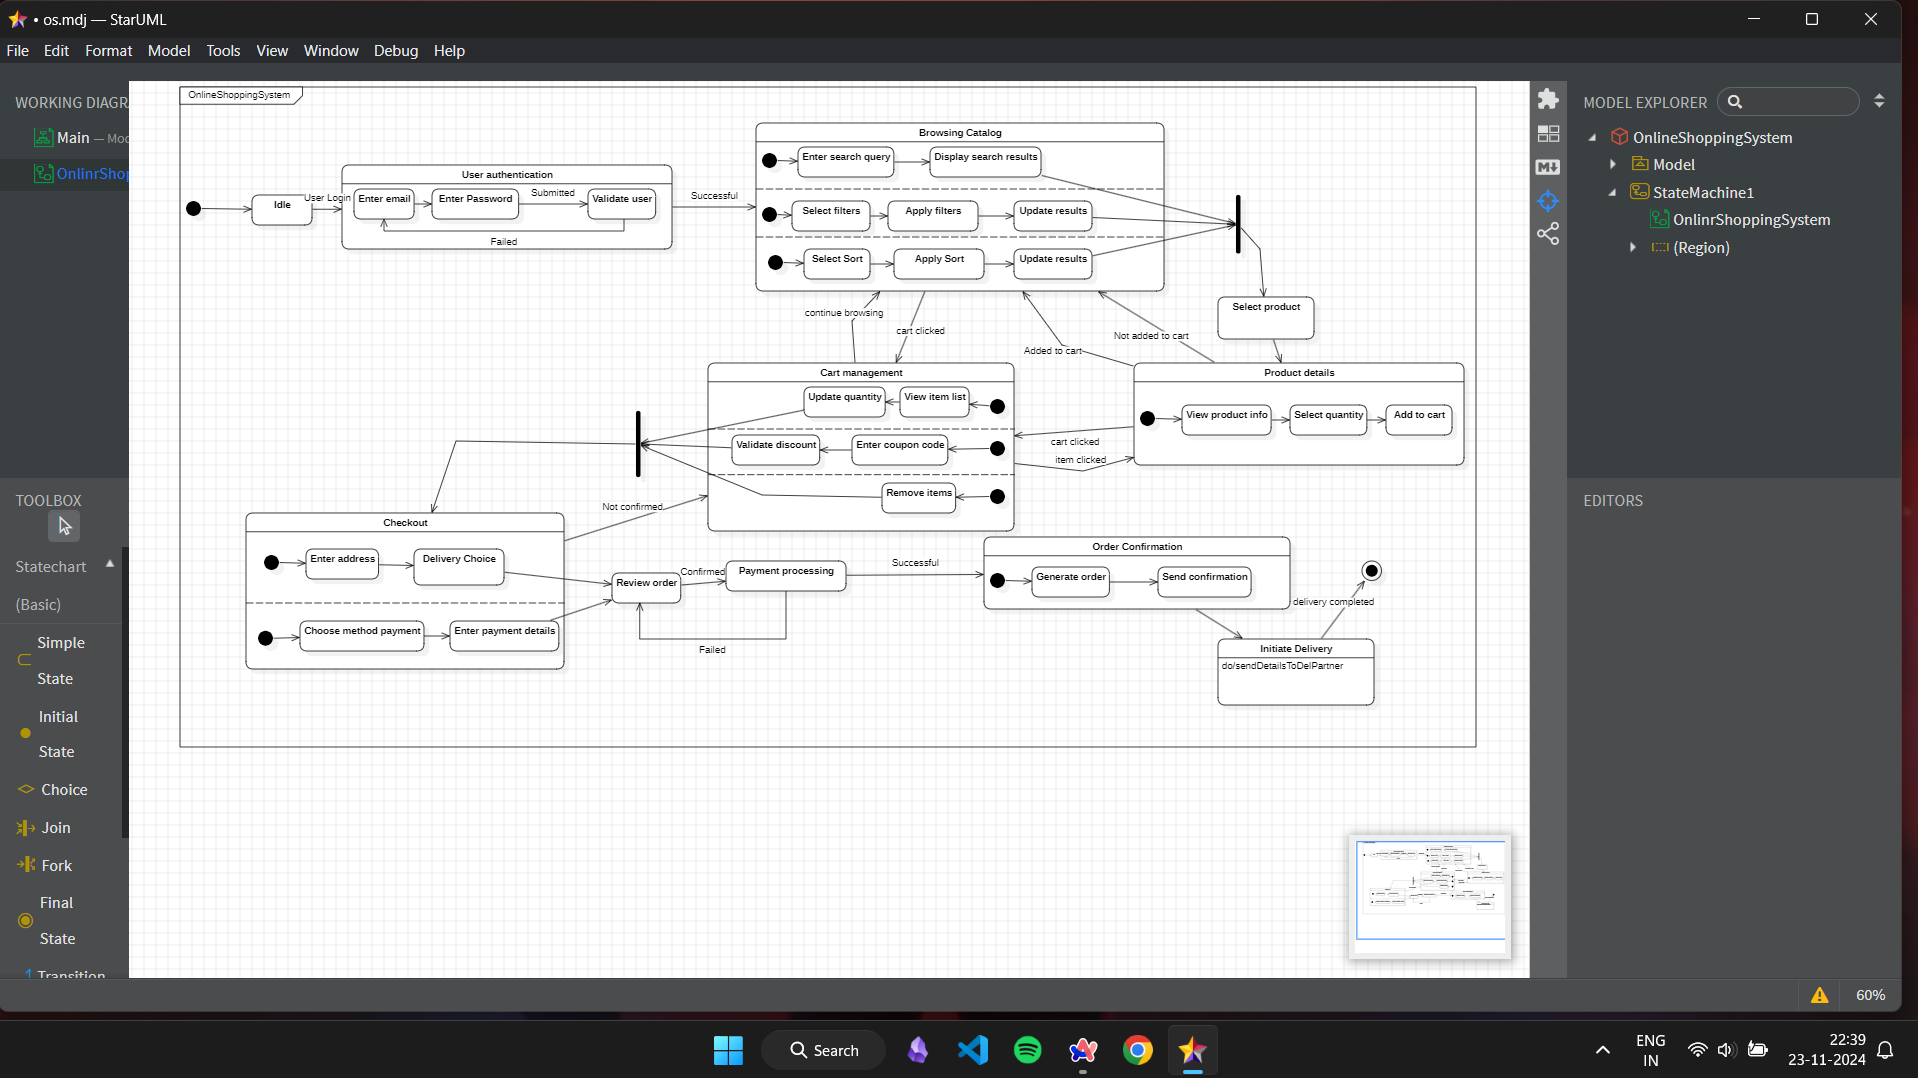 • os.mdj — StarUML
File Edit Format Model Tools View Window Debug Help
WORKING DIAGRA
Main — Mod
OnlinrShop
TOOLBOX
Statechart
(Basic)
Simple
State
Initial
State
Choice
Join
Fork
Final
State
Transition
OnlineShoppingSystem
Idle
User Login
User authentication
Enter email
Enter Password
Submitted
Validate user
Failed
Successful
Browsing Catalog
Enter search query
Display search results
Select filters
Apply filters
Update results
Select Sort
Apply Sort
Update results
Select product
continue browsing
cart clicked
Added to cart
Not added to cart
Cart management
Update quantity
View item list
Validate discount
Enter coupon code
Remove items
Product details
View product info
Select quantity
Add to cart
cart clicked
item clicked
Not confirmed
Checkout
Enter address
Delivery Choice
Choose method payment
Enter payment details
Review order
Confirmed
Payment processing
Failed
Successful
Order Confirmation
Generate order
Send confirmation
delivery completed
Initiate Delivery
do/sendDetailsToDelPartner
MODEL EXPLORER
OnlineShoppingSystem
Model
StateMachine1
OnlinrShoppingSystem
(Region)
EDITORS
60%
Search
ENG
IN
22:39
23-11-2024